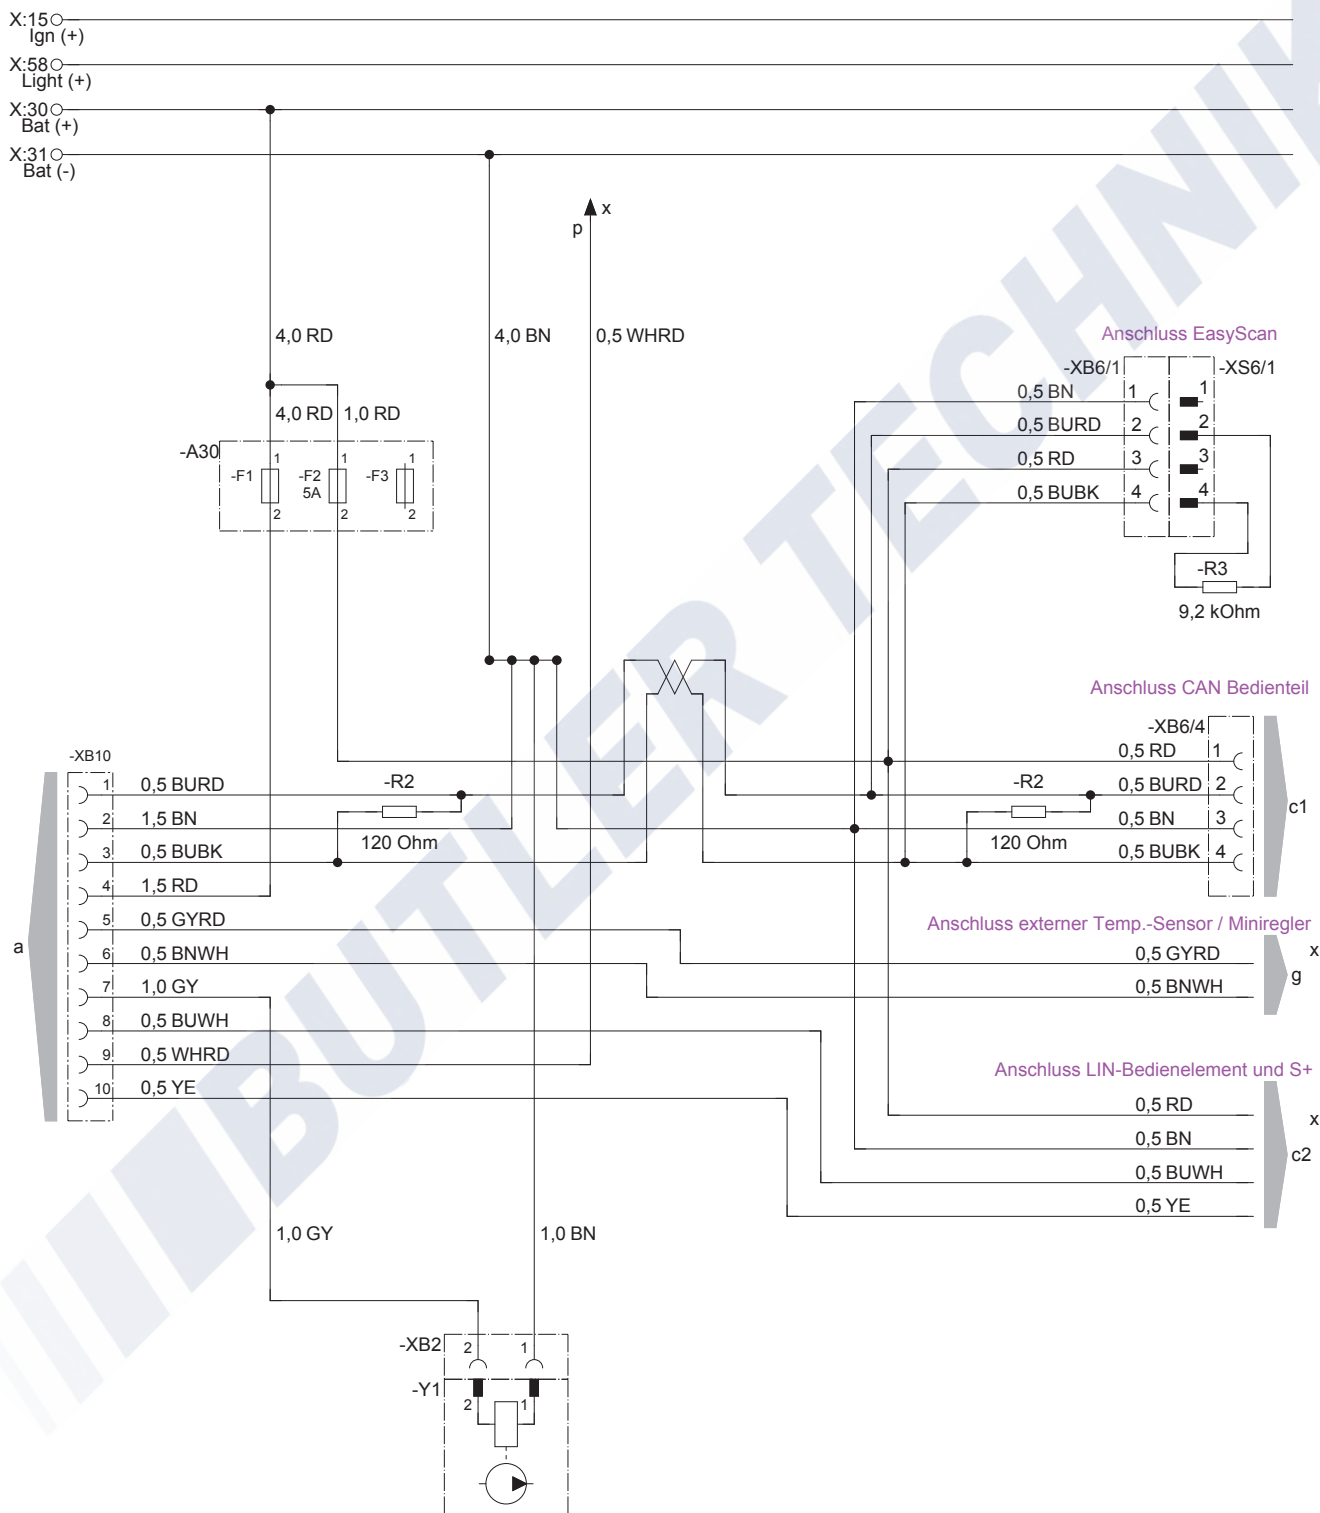 X:15
Ign (+)
X:58
Light (+)
X:30
Bat (+)
X:31
Bat (-)
x
p
4,0 RD
4,0 BN
0,5 WHRD
Anschluss EasyScan
-XB6/1
-XS6/1
0,5 BN
1
1
0,5 BURD
2
2
0,5 RD
3
3
0,5 BUBK
4
4
4,0 RD
1,0 RD
-A30
1
1
1
-F1
-F2
5A
-F3
2
2
2
-R3
9,2 kOhm
Anschluss CAN Bedienteil
-XB6/4
-XB10
0,5 RD
1
1
0,5 BURD
-R2
-R2
0,5 BURD
2
c1
2
1,5 BN
120 Ohm
120 Ohm
0,5 BN
3
3
0,5 BUBK
0,5 BUBK
4
4
1,5 RD
5
0,5 GYRD
Anschluss externer Temp.-Sensor / Miniregler
a
6
0,5 BNWH
0,5 GYRD
x
g
7
1,0 GY
0,5 BNWH
8
0,5 BUWH
9
0,5 WHRD
Anschluss LIN-Bedienelement und S+
10
0,5 YE
0,5 RD
x
0,5 BN
c2
0,5 BUWH
0,5 YE
1,0 GY
1,0 BN
-XB2
2
1
-Y1
2
1
BUTLER TECHNIK